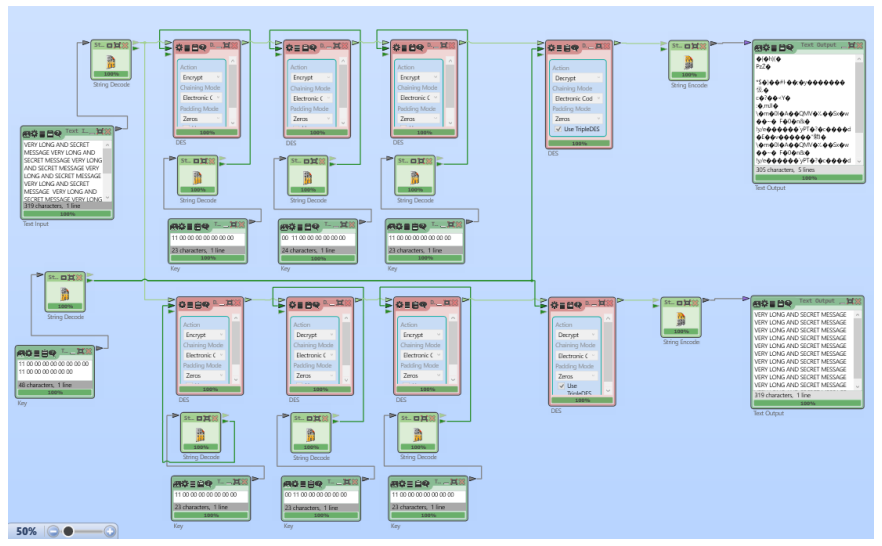 St..
100%
String Decode
Text I...
VERY LONG AND SECRET
MESSAGE VERY LONG AND
SECRET MESSAGE VERY LONG
AND SECRET MESSAGE VERY
LONG AND SECRET MESSAGE
VERY LONG AND SECRET
MESSAGE VERY LONG AND
SECRET MESSAGE VERY LONG
319 characters, 1 line
100%
Text Input
Action
Encrypt
Chaining Mode
Electronic C
Padding Mode
Zeros
100%
DES
Action
Encrypt
Chaining Mode
Electronic C
Padding Mode
Zeros
100%
DES
Action
Encrypt
Chaining Mode
Electronic C
Padding Mode
Zeros
100%
DES
St..
100%
String Decode
St..
100%
String Decode
St..
100%
String Decode
11 00 00 00 00 00 00 00
23 characters, 1 line
100%
Key
00 11 00 00 00 00 00 00
24 characters, 1 line
100%
Key
11 00 00 00 00 00 00 00
23 characters, 1 line
100%
Key
Action
Decrypt
Chaining Mode
Electronic Cod
Padding Mode
Zeros
Use TripleDES
100%
DES
St..
100%
String Encode
Text Output
305 characters, 5 lines
100%
Text Output
St..
100%
String Decode
11 00 00 00 00 00 00 00 00
11 00 00 00 00 00 00
48 characters, 1 line
100%
Key
Action
Encrypt
Chaining Mode
Electronic C
Padding Mode
Zeros
100%
DES
Action
Decrypt
Chaining Mode
Electronic C
Padding Mode
Zeros
100%
DES
Action
Encrypt
Chaining Mode
Electronic C
Padding Mode
Zeros
100%
DES
St..
100%
String Decode
St..
100%
String Decode
St..
100%
String Decode
11 00 00 00 00 00 00 00
23 characters, 1 line
100%
Key
00 11 00 00 00 00 00 00
23 characters, 1 line
100%
Key
11 00 00 00 00 00 00 00
23 characters, 1 line
100%
Key
Action
Decrypt
Chaining Mode
Electronic C
Padding Mode
Zeros
Use
TripleDES
100%
DES
St..
100%
String Encode
Text Output
VERY LONG AND SECRET MESSAGE
VERY LONG AND SECRET MESSAGE
VERY LONG AND SECRET MESSAGE
VERY LONG AND SECRET MESSAGE
VERY LONG AND SECRET MESSAGE
VERY LONG AND SECRET MESSAGE
VERY LONG AND SECRET MESSAGE
VERY LONG AND SECRET MESSAGE
319 characters, 1 line
100%
Text Output
50%